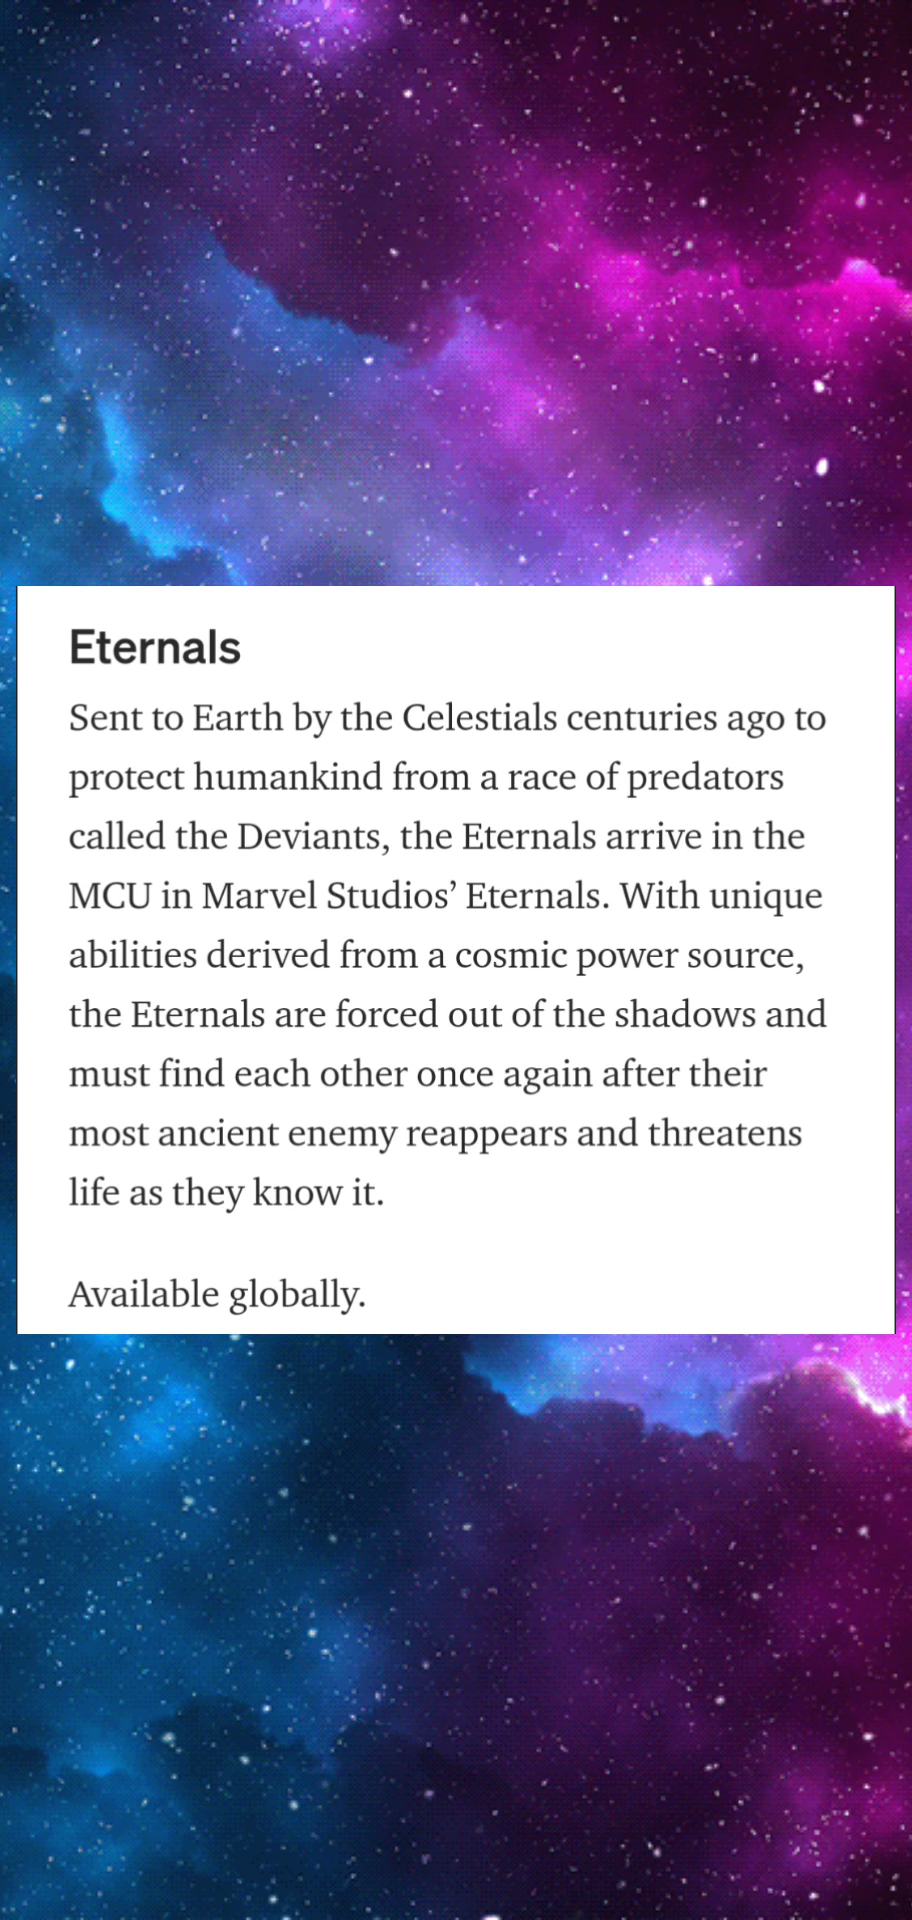 Eternals
Sent to Earth by the Celestials centuries ago to
protect humankind from a race of predators
called the Deviants, the Eternals arrive in the
MCU in Marvel Studios’ Eternals. With unique
abilities derived from a cosmic power source,
the Eternals are forced out of the shadows and
must find each other once again after their
most ancient enemy reappears and threatens
life as they know it.
Available globally.